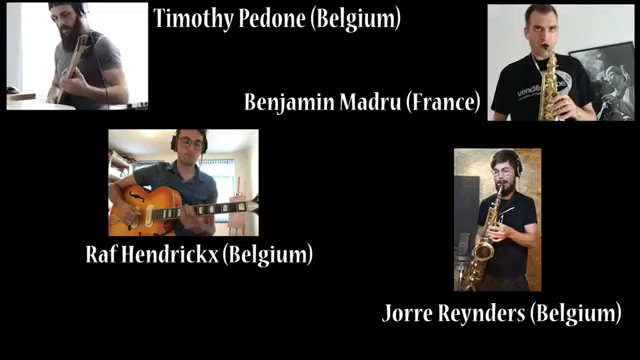 Timothy Pedone (Belgium)
Benjamin Madru (France)
Raf Hendrickx (Belgium)
Jorre Reynders (Belgium)